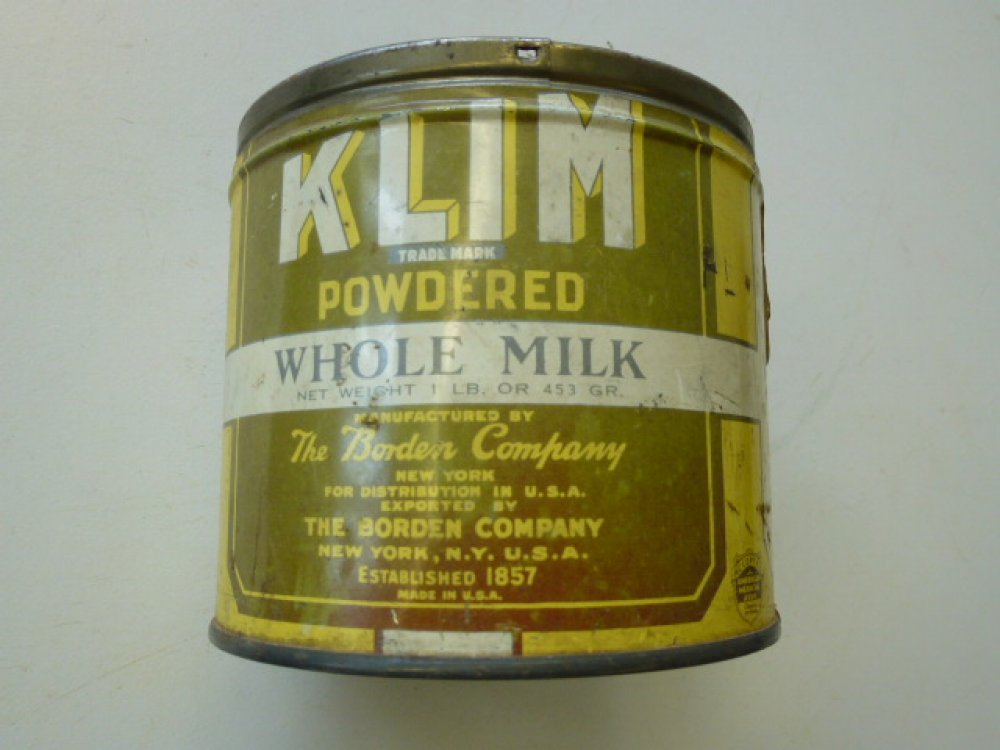 KLIM
TRADE MARK
POWDERED
WHOLE MILK
NET WEIGHT 1 LB. OR 453 GR.
MANUFACTURED BY
The Borden Company
NEW YORK
FOR DISTRIBUTION IN U.S.A.
EXPORTED BY
THE BORDEN COMPANY
NEW YORK, N.Y. U.S.A.
ESTABLISHED 1857
MADE IN U.S.A.